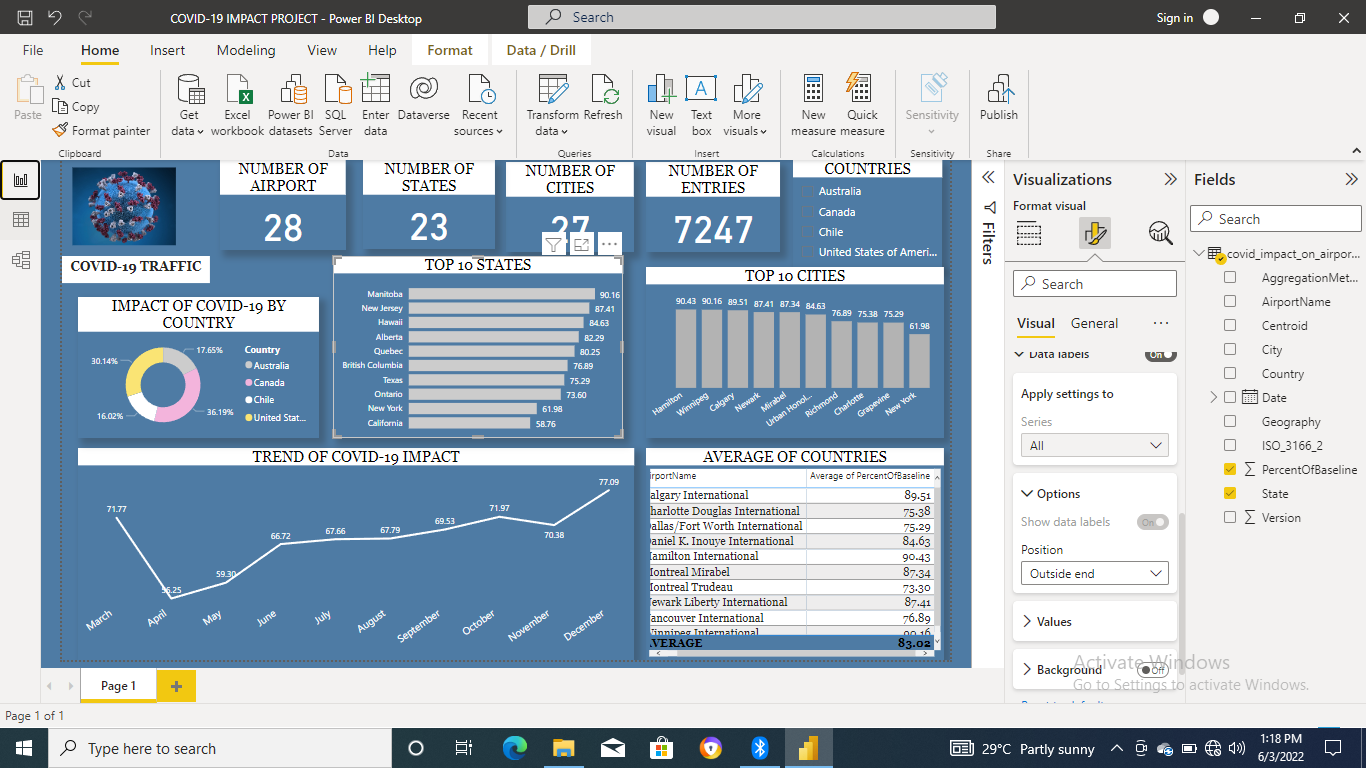 COVID-19 IMPACT PROJECT - Power BI Desktop
Search
Sign in
File Home Insert Modeling View Help Format Data / Drill
Paste
Cut
Copy
Format painter
Clipboard
Get data
Excel workbook
Power BI datasets
SQL Server
Enter data
Dataverse
Recent sources
Data
Transform data
Refresh
Queries
New visual
Text box
More visuals
Insert
New measure
Quick measure
Calculations
Sensitivity
Sensitivity
Publish
Share
NUMBER OF AIRPORT
28
NUMBER OF STATES
23
NUMBER OF CITIES
27
NUMBER OF ENTRIES
7247
COUNTRIES
Australia
Canada
Chile
United States of Ameri...
COVID-19 TRAFFIC
IMPACT OF COVID-19 BY
COUNTRY
30.14%
17.65%
16.02%
36.19%
Country
Australia
Canada
Chile
United Stat...
TOP 10 STATES
Manitoba 90.16
New Jersey 87.41
Hawaii 84.63
Alberta 82.29
Quebec 80.25
British Columbia 76.89
Texas 75.29
Ontario 73.60
New York 61.98
California 58.76
TOP 10 CITIES
90.43 90.16 89.51 87.41 87.34 84.63 76.89 75.38 75.29 61.98
Hamilton Winnipeg Calgary Newark Mirabel Urban Honol... Richmond Charlotte Grapevine New York
TREND OF COVID-19 IMPACT
71.77 56.25 59.30 66.72 67.66 67.79 69.53 71.97 70.38 77.09
March April May June July August September October November December
AVERAGE OF COUNTRIES
irportName Average of PercentOfBaseline
algary International 89.51
harlotte Douglas International 75.38
allas/Fort Worth International 75.29
aniel K. Inouye International 84.63
amilton International 90.43
ontreal Mirabel 87.34
ontreal Trudeau 73.30
ewark Liberty International 87.41
ancouver International 76.89
innipeg International 90.16
VERAGE 83.02
Filters
Visualizations
Format visual
Search
Visual General
Data labels On
Apply settings to
Series
All
Options
Show data labels On
Position
Outside end
Values
Background Off
Fields
Search
covid_impact_on_airpor...
AggregationMet...
AirportName
Centroid
City
Country
Date
Geography
ISO_3166_2
∑ PercentOfBaseline
State
∑ Version
Activate Windows
Go to Settings to activate Windows.
Page 1
Page 1 of 1
Type here to search
29°C Partly sunny
1:18 PM
6/3/2022